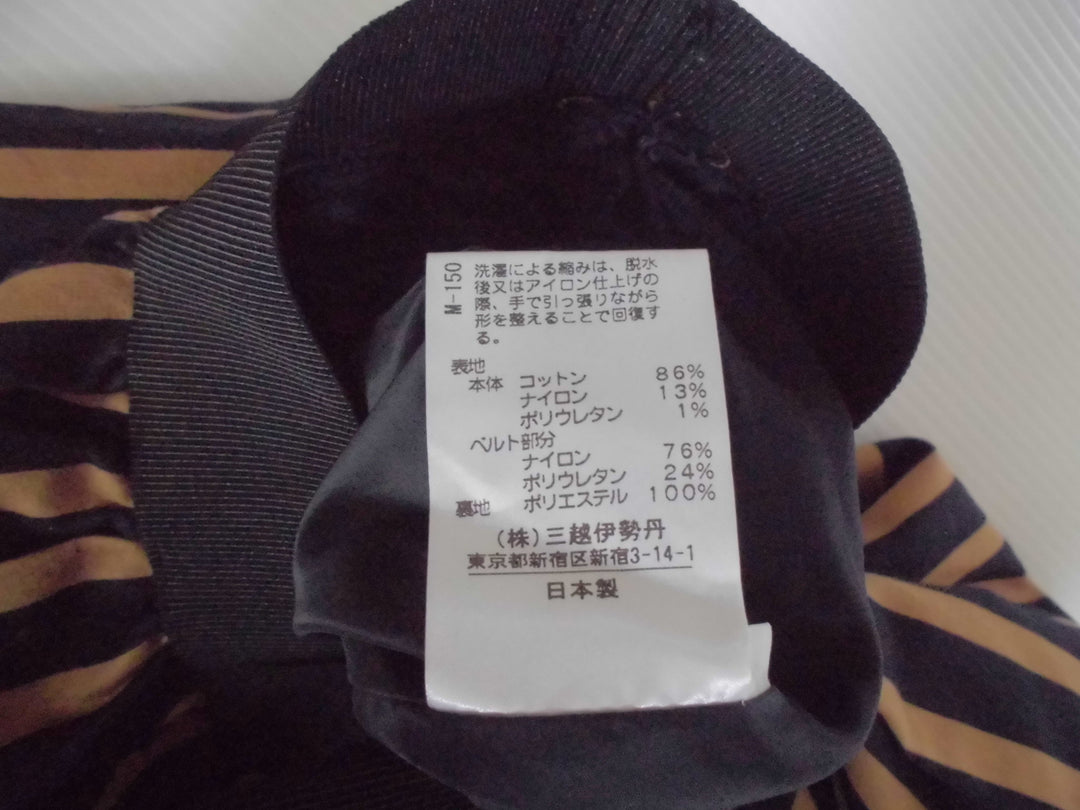 M-150
洗濯による縮みは、脱水
後又はアイロン仕上げの
際、手で引っ張りながら
形を整えることで回復す
る。
表地
本体 コットン 86%
ナイロン 13%
ポリウレタン 1%
ベルト部分
ナイロン 76%
ポリウレタン 24%
裏地 ポリエステル 100%
(株)三越伊勢丹
東京都新宿区新宿3-14-1
日本製